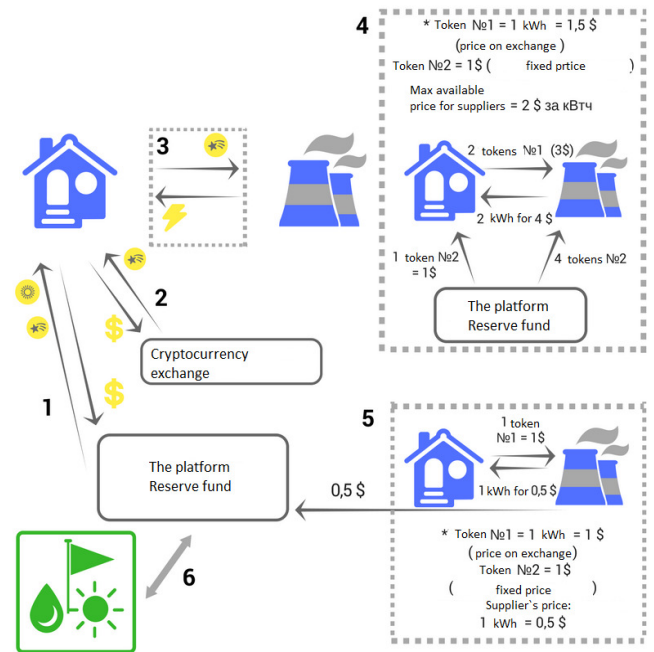 4
* Token №1 = 1 kWh = 1,5 $
(price on exchange )
Token №2 = 1$ ( fixed prtice )
Max available
price for suppliers = 2 $ за кВтч
2 tokens №1 (3$)
2 kWh for 4 $
1 token №2
= 1$
4 tokens №2
The platform
Reserve fund
3
2
$
Cryptocurrency
exchange
$
1
The platform
Reserve fund
0,5 $
6
5
1 token
№1 = 1$
1 kWh for 0,5 $
* Token №1 = 1 kWh = 1 $
( price on exchange)
Token №2 = 1$
( fixed price )
Supplier`s price:
1 kWh = 0,5 $